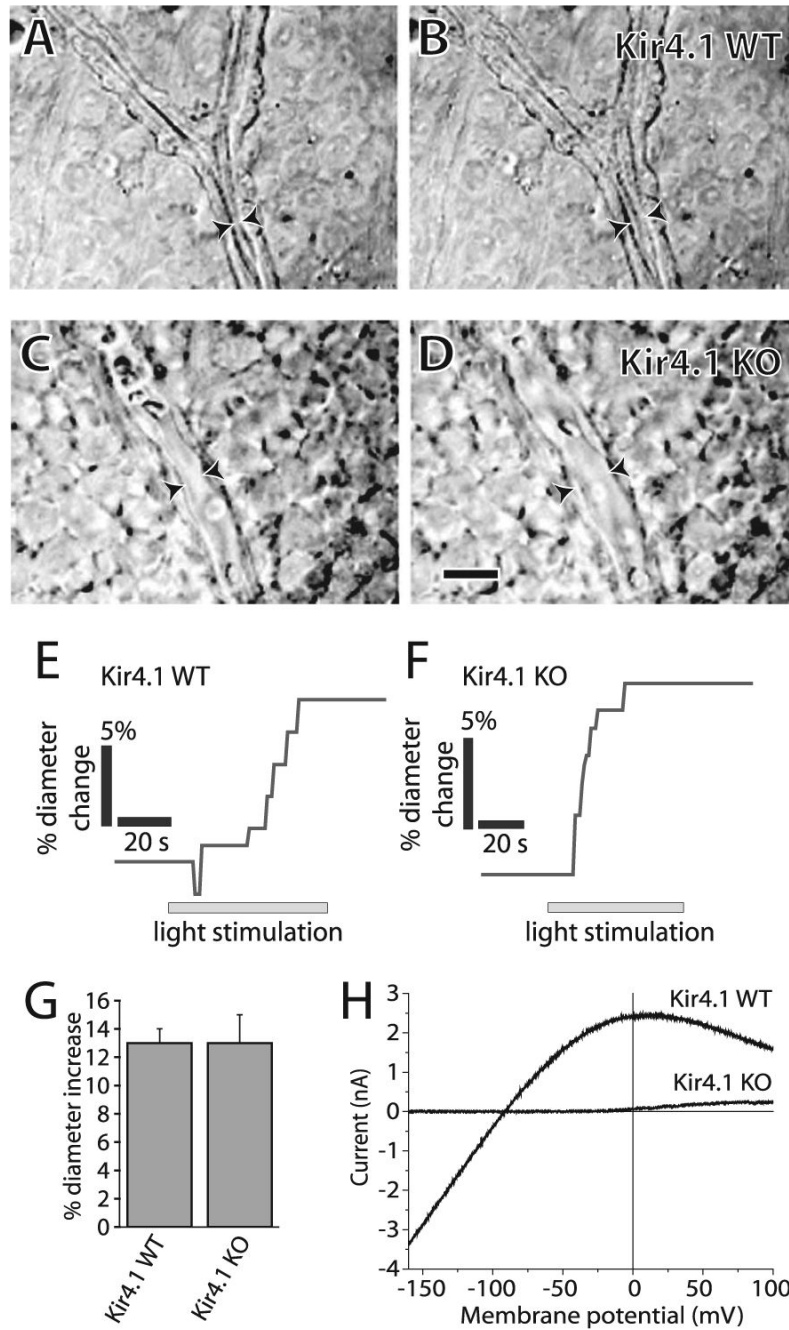 A
B
Kir4.1 WT
C
D
Kir4.1 KO
E
Kir4.1 WT
% diameter
change
5%
20 s
light stimulation
F
Kir4.1 KO
% diameter
change
5%
20 s
light stimulation
G
% diameter increase
16
14
12
10
8
6
4
2
0
Kir4.1 WT
Kir4.1 KO
H
Current (nA)
3
2
1
0
-1
-2
-3
-4
Kir4.1 WT
Kir4.1 KO
-150 -100 -50 0 50 100
Membrane potential (mV)